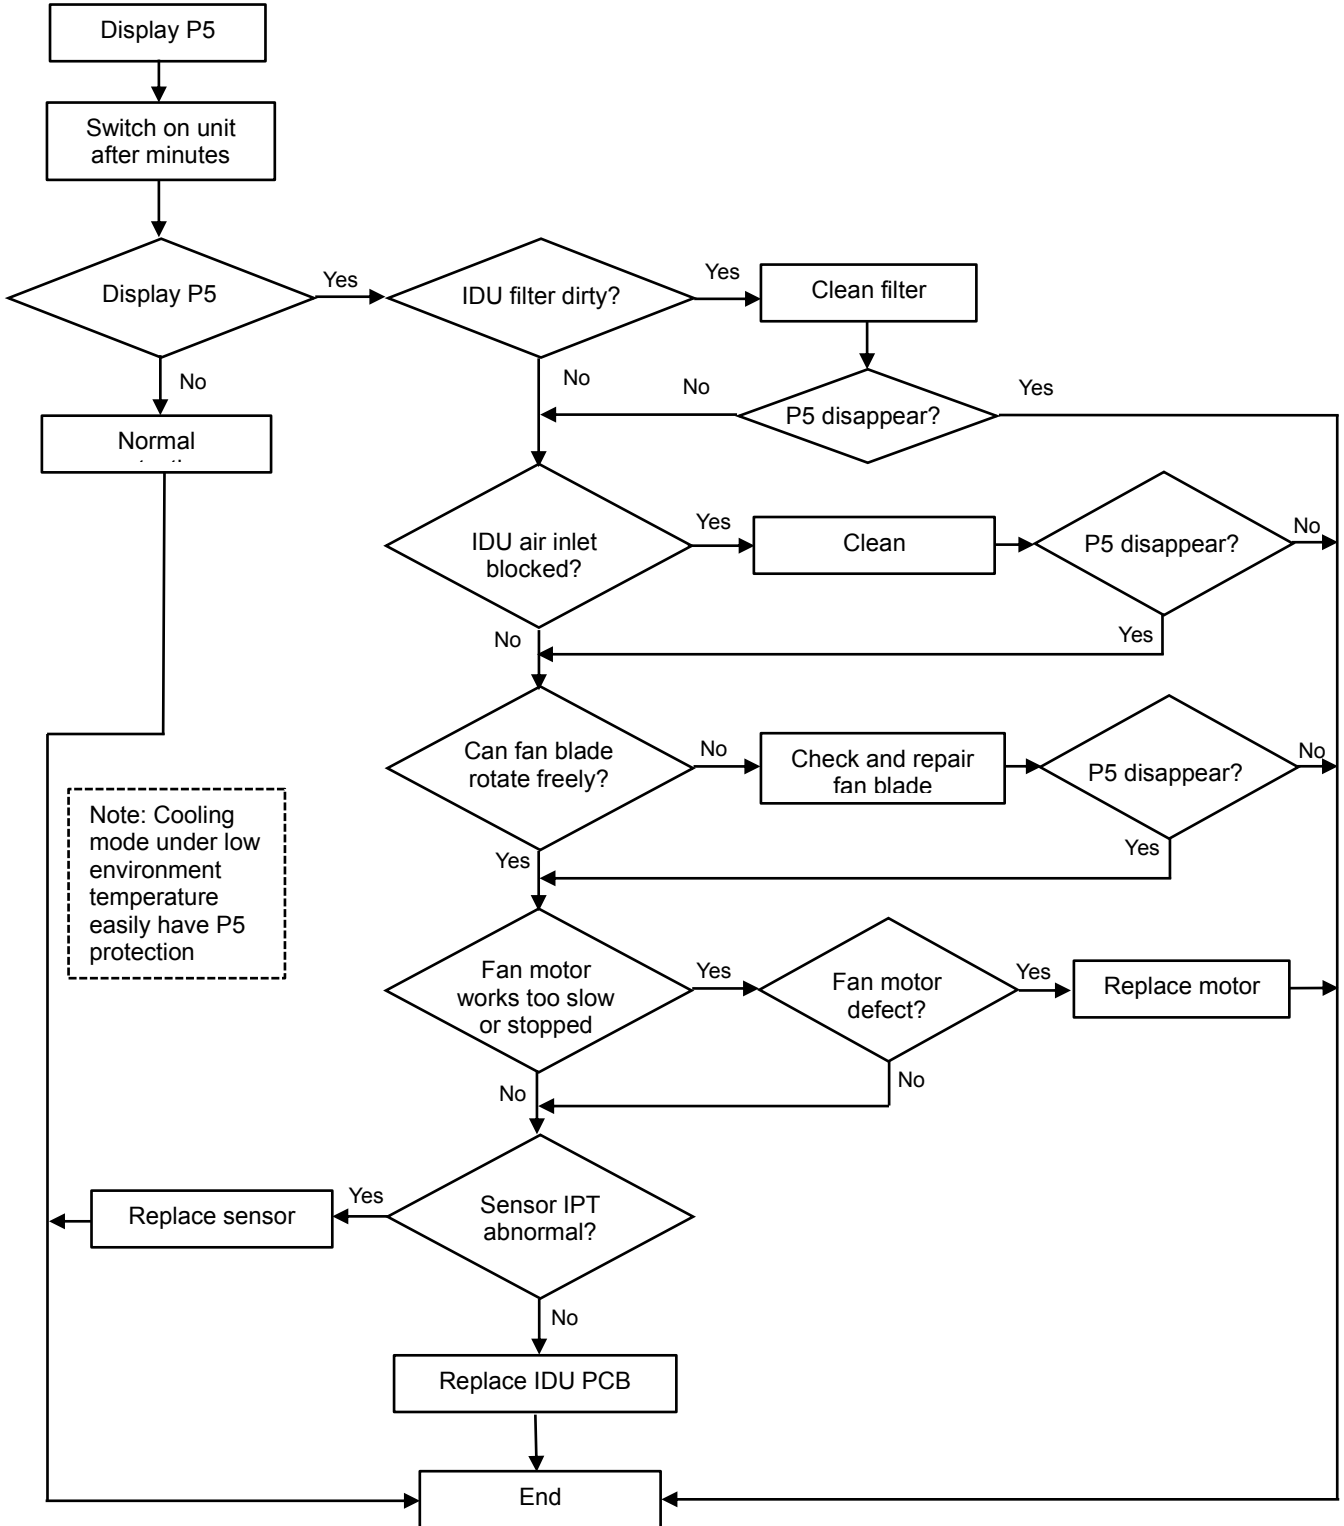 Display P5
Switch on unit
after minutes
Display P5
Yes
IDU filter dirty?
Yes
Clean filter
No
No
No
P5 disappear?
Yes
Normal
IDU air inlet
blocked?
Yes
Clean
P5 disappear?
No
No
Yes
Can fan blade
rotate freely?
No
Check and repair
fan blade
P5 disappear?
No
Yes
Yes
Note: Cooling
mode under low
environment
temperature
easily have P5
protection
Fan motor
works too slow
or stopped
Yes
Fan motor
defect?
Yes
Replace motor
No
No
Sensor IPT
abnormal?
Yes
Replace sensor
No
Replace IDU PCB
End